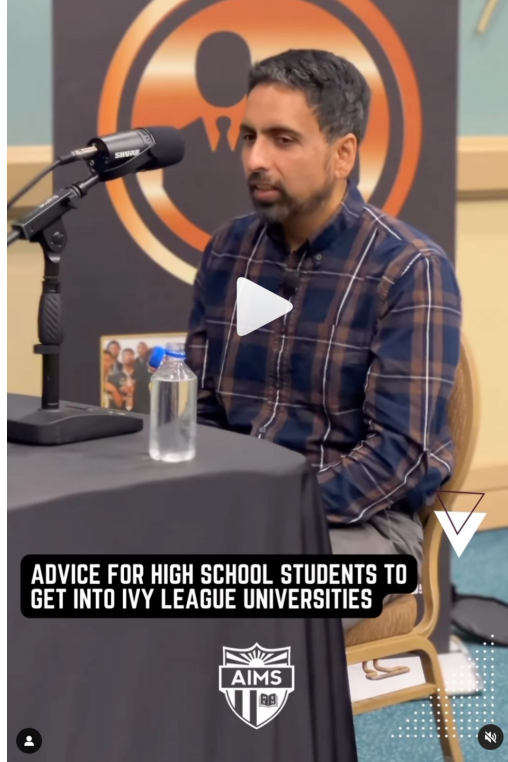 SHURE
ADVICE FOR HIGH SCHOOL STUDENTS TO
GET INTO IVY LEAGUE UNIVERSITIES
AIMS